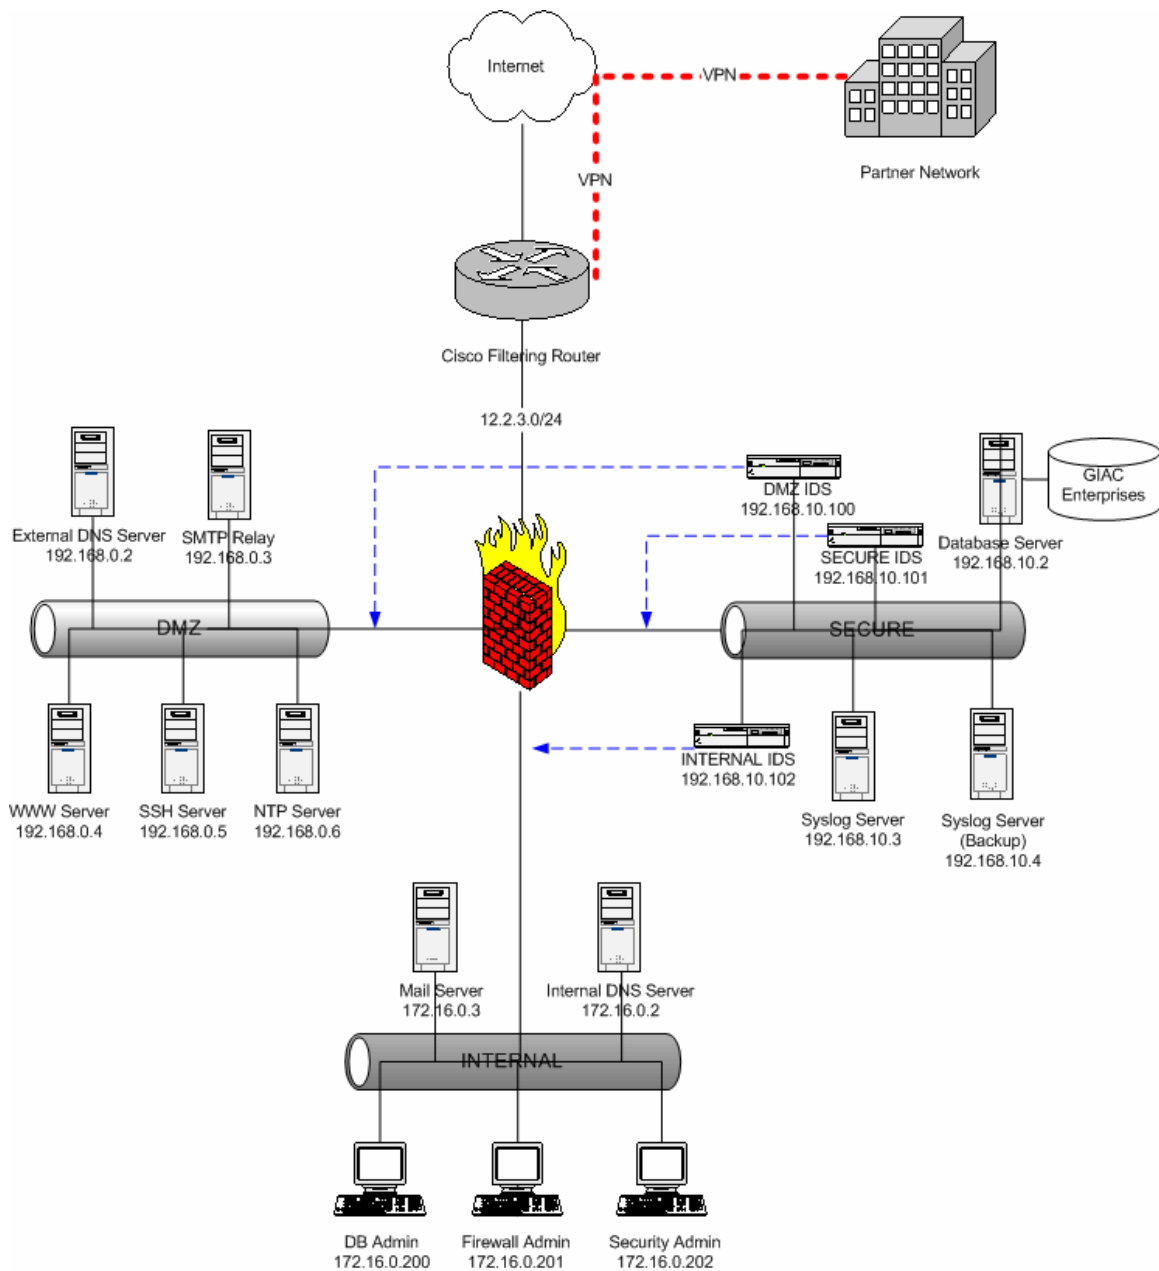 Internet
VPN
VPN
Partner Network
Cisco Filtering Router
12.2.3.0/24
External DNS Server
192.168.0.2
SMTP Relay
192.168.0.3
DMZ IDS
192.168.10.100
SECURE IDS
192.168.10.101
Database Server
192.168.10.2
GIAC
Enterprises
DMZ
SECURE
WWW Server
192.168.0.4
SSH Server
192.168.0.5
NTP Server
192.168.0.6
INTERNAL IDS
192.168.10.102
Syslog Server
192.168.10.3
Syslog Server
(Backup)
192.168.10.4
Mail Server
172.16.0.3
Internal DNS Server
172.16.0.2
INTERNAL
DB Admin
172.16.0.200
Firewall Admin
172.16.0.201
Security Admin
172.16.0.202